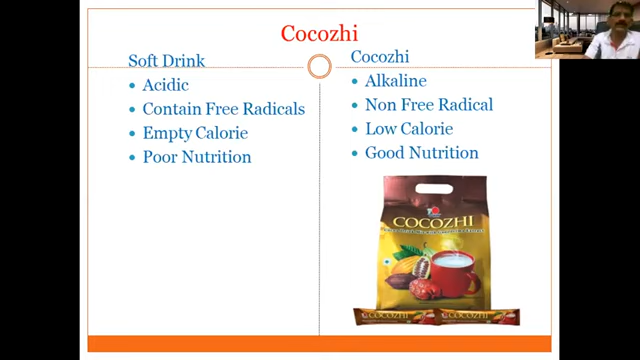 Cocozhi
Soft Drink
Acidic
Contain Free Radicals
Empty Calorie
Poor Nutrition
Cocozhi
Alkaline
Non Free Radical
Low Calorie
Good Nutrition
COCOZHI
COCOZHI
COCOZHI